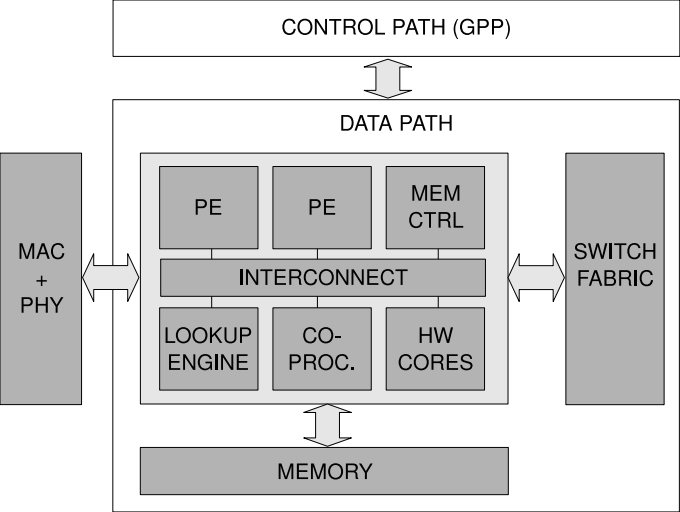 CONTROL PATH (GPP)
DATA PATH
MAC
+
PHY
PE
PE
MEM
CTRL
INTERCONNECT
LOOKUP
ENGINE
CO-
PROC.
HW
CORES
SWITCH
FABRIC
MEMORY